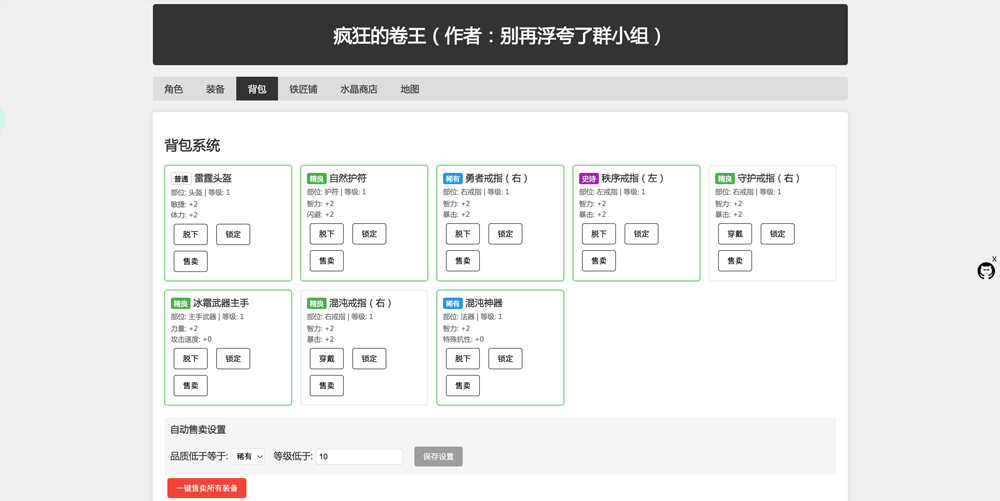 疯狂的卷王（作者：别再浮夸了群小组）
角色 装备 背包 铁匠铺 水晶商店 地图
背包系统
普通 雷霆头盔
部位: 头盔 | 等级: 1
敏捷: +2
体力: +2
脱下 锁定
售卖
精良 自然护符
部位: 护符 | 等级: 1
智力: +2
闪避: +2
脱下 锁定
售卖
稀有 勇者戒指（右）
部位: 右戒指 | 等级: 1
智力: +2
暴击: +2
脱下 锁定
售卖
史诗 秩序戒指（左）
部位: 左戒指 | 等级: 1
智力: +2
暴击: +2
脱下 锁定
售卖
精良 守护戒指（右）
部位: 右戒指 | 等级: 1
智力: +2
暴击: +2
穿戴 锁定
售卖
精良 冰霜武器主手
部位: 主手武器 | 等级: 1
力量: +2
攻击速度: +0
脱下 锁定
售卖
精良 混沌戒指（右）
部位: 右戒指 | 等级: 1
智力: +2
暴击: +2
穿戴 锁定
售卖
稀有 混沌神器
部位: 法器 | 等级: 1
智力: +2
特殊抗性: +0
脱下 锁定
售卖
X
自动售卖设置
品质低于等于: 稀有 等级低于: 10 保存设置
一键售卖所有装备